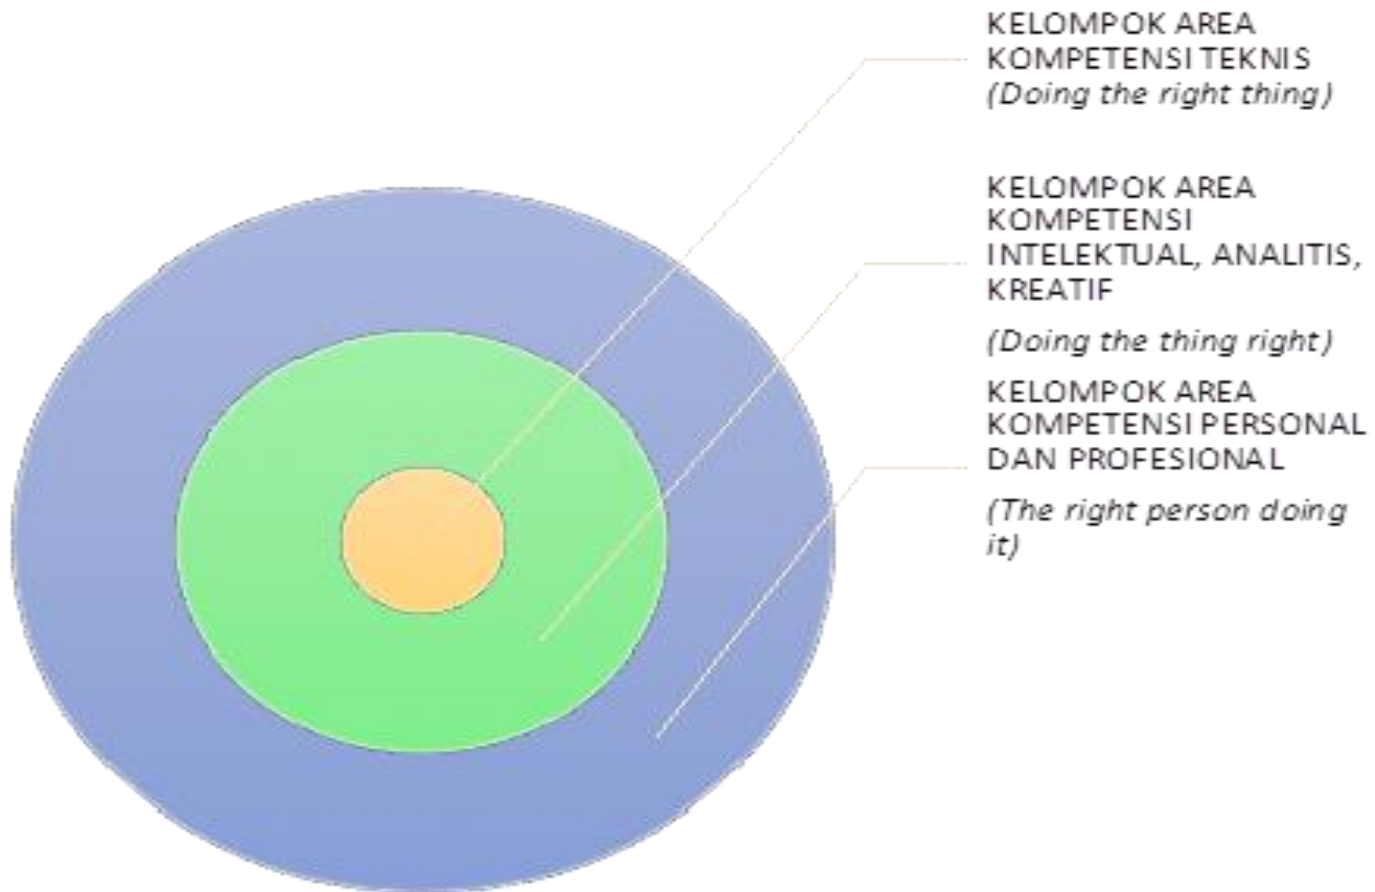 KELOMPOK AREA
KOMPETENSI TEKNIS
(Doing the right thing)
KELOMPOK AREA
KOMPETENSI
INTELEKTUAL, ANALITIS,
KREATIF
(Doing the thing right)
KELOMPOK AREA
KOMPETENSI PERSONAL
DAN PROFESIONAL
(The right person doing
it)